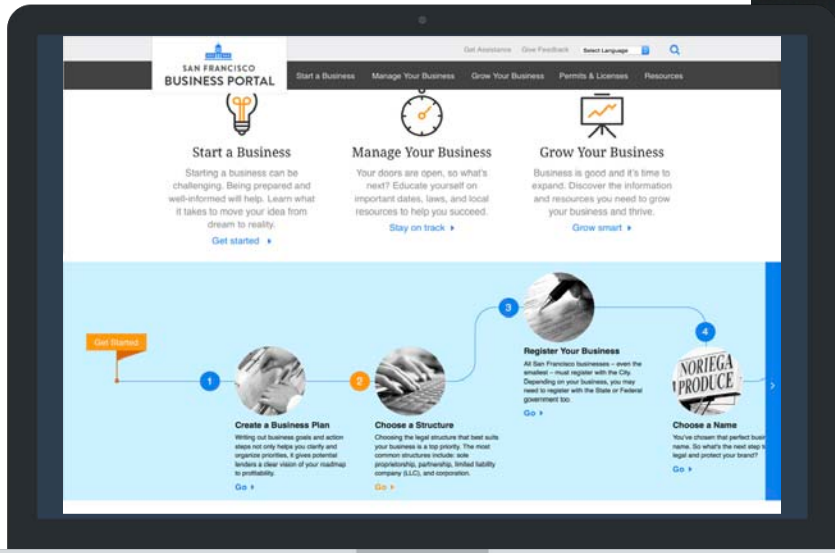 Get Assistance Give Feedback Select Language
SAN FRANCISCO
BUSINESS PORTAL
Start a Business Manage Your Business Grow Your Business Permits & Licenses Resources
Start a Business
Starting a business can be
challenging. Being prepared and
well-informed will help. Learn what
it takes to move your idea from
dream to reality.
Get started
Manage Your Business
Your doors are open, so what's
next? Educate yourself on
important dates, laws, and local
resources to help you succeed.
Stay on track
Grow Your Business
Business is good and it's time to
expand. Discover the information
and resources you need to grow
your business and thrive.
Grow smart
Get Started
1
Create a Business Plan
Writing out business goals and action
steps not only helps you clarify and
organize priorities, it gives potential
lenders a clear vision of your roadmap
to profitability.
Go
2
Choose a Structure
Choosing the legal structure that best suits
your business is a top priority. The most
common structures include: sole
proprietorship, partnership, limited liability
company (LLC), and corporation.
Go
3
Register Your Business
All San Francisco businesses – even the
smallest – must register with the City.
Depending on your business, you may
need to register with the State or Federal
government too.
Go
4
NORIEGA
PRODUCE
Choose a Name
You've chosen that perfect busin
name. So what's the next step t
legal and protect your brand?
Go